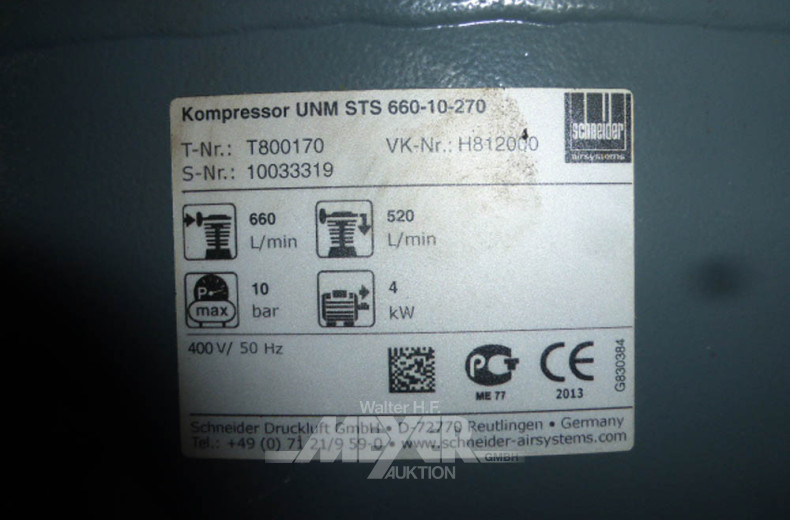 Kompressor UNM STS 660-10-270
schneider
airsystems
T-Nr.: T800170 VK-Nr.: H812000
S-Nr.: 10033319
660
L/min
520
L/min
P
max
10
bar
4
kW
400 V/ 50 Hz
РСТ
ME 77
CE
2013
G830384
Schneider Druckluft GmbH • D-72770 Reutlingen • Germany
Tel.: +49 (0) 71 21/9 59-0 • www.schneider-airsystems.com
Walter H.F.
MIXR
GMBH
AUKTION